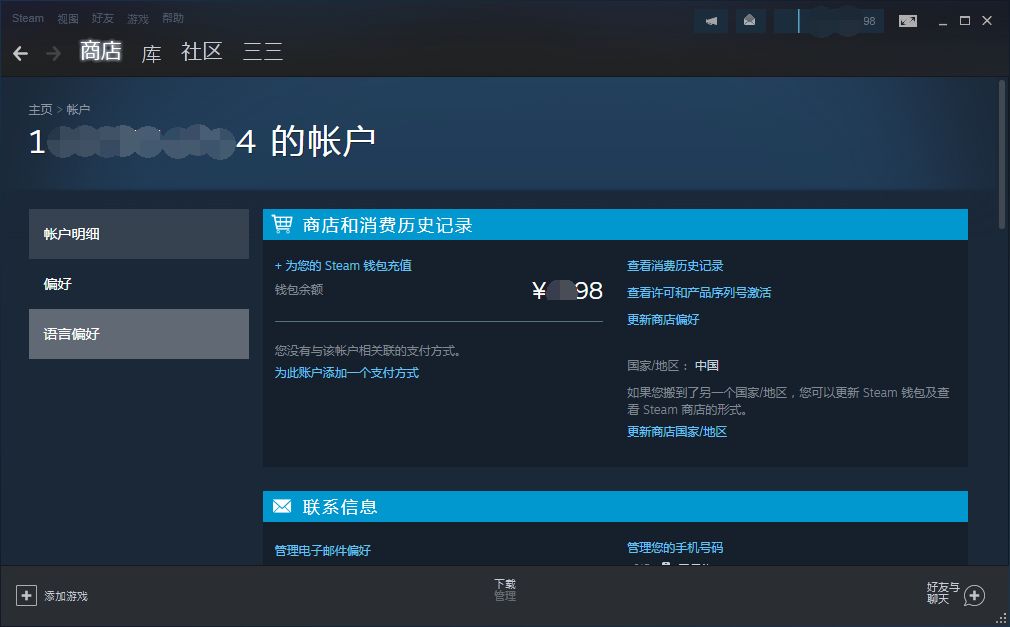 Steam 视图 好友 游戏 帮助
98
商店 库 社区 三三
主页 > 帐户
1 4 的帐户
帐户明细
偏好
语言偏好
商店和消费历史记录
+ 为您的 Steam 钱包充值
钱包余额
¥ 98
您没有与该帐户相关联的支付方式。
为此账户添加一个支付方式
查看消费历史记录
查看许可和产品序列号激活
更新商店偏好
国家/地区： 中国
如果您搬到了另一个国家/地区，您可以更新 Steam 钱包及查
看 Steam 商店的形式。
更新商店国家/地区
联系信息
管理电子邮件偏好
管理您的手机号码
添加游戏
下载
管理
好友与
聊天